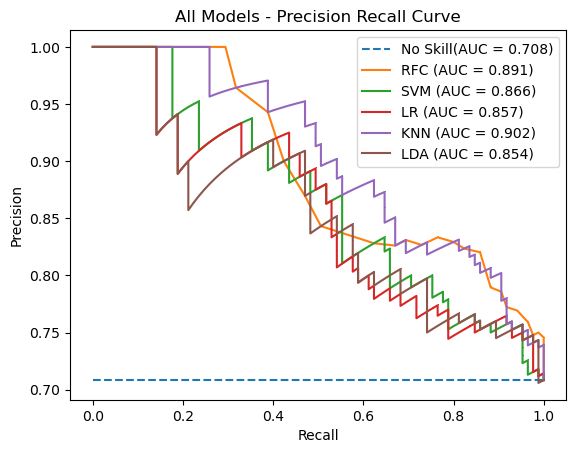 All Models - Precision Recall Curve
1.00
0.95
0.90
0.85
0.80
0.75
0.70
Precision
No Skill(AUC = 0.708)
RFC (AUC = 0.891)
SVM (AUC = 0.866)
LR (AUC = 0.857)
KNN (AUC = 0.902)
LDA (AUC = 0.854)
0.0 0.2 0.4 0.6 0.8 1.0
Recall